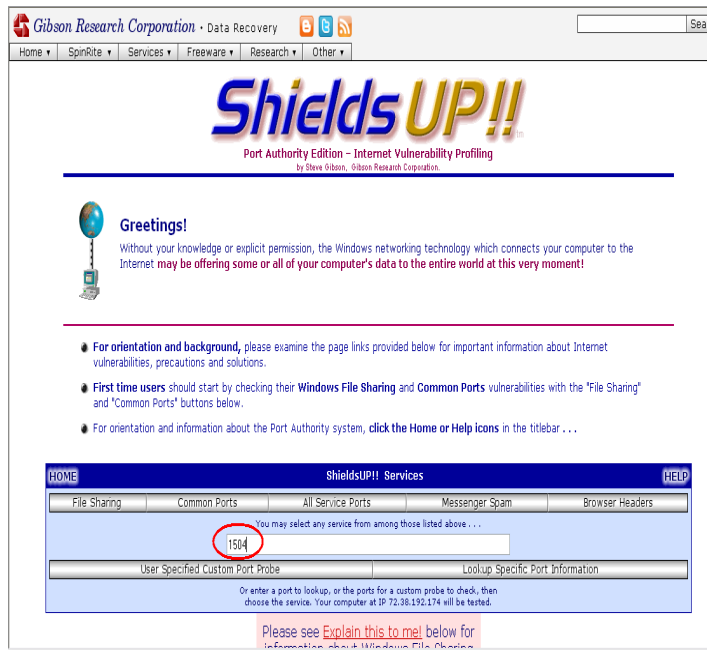 Gibson Research Corporation · Data Recovery
Home ▾ SpinRite ▾ Services ▾ Freeware ▾ Research ▾ Other ▾
ShieldsUP!!
tm
Port Authority Edition – Internet Vulnerability Profiling
by Steve Gibson, Gibson Research Corporation.
Greetings!
Without your knowledge or explicit permission, the Windows networking technology which connects your computer to the
Internet may be offering some or all of your computer's data to the entire world at this very moment!
For orientation and background, please examine the page links provided below for important information about Internet
vulnerabilities, precautions and solutions.
First time users should start by checking their Windows File Sharing and Common Ports vulnerabilities with the "File Sharing"
and "Common Ports" buttons below.
For orientation and information about the Port Authority system, click the Home or Help icons in the titlebar . . .
HOME ShieldsUP!! Services HELP
File Sharing Common Ports All Service Ports Messenger Spam Browser Headers
You may select any service from among those listed above . . .
1504
User Specified Custom Port Probe Lookup Specific Port Information
Or enter a port to lookup, or the ports for a custom probe to check, then
choose the service. Your computer at IP 72.38.192.174 will be tested.
Please see Explain this to me! below for
information about Windows File Sharing